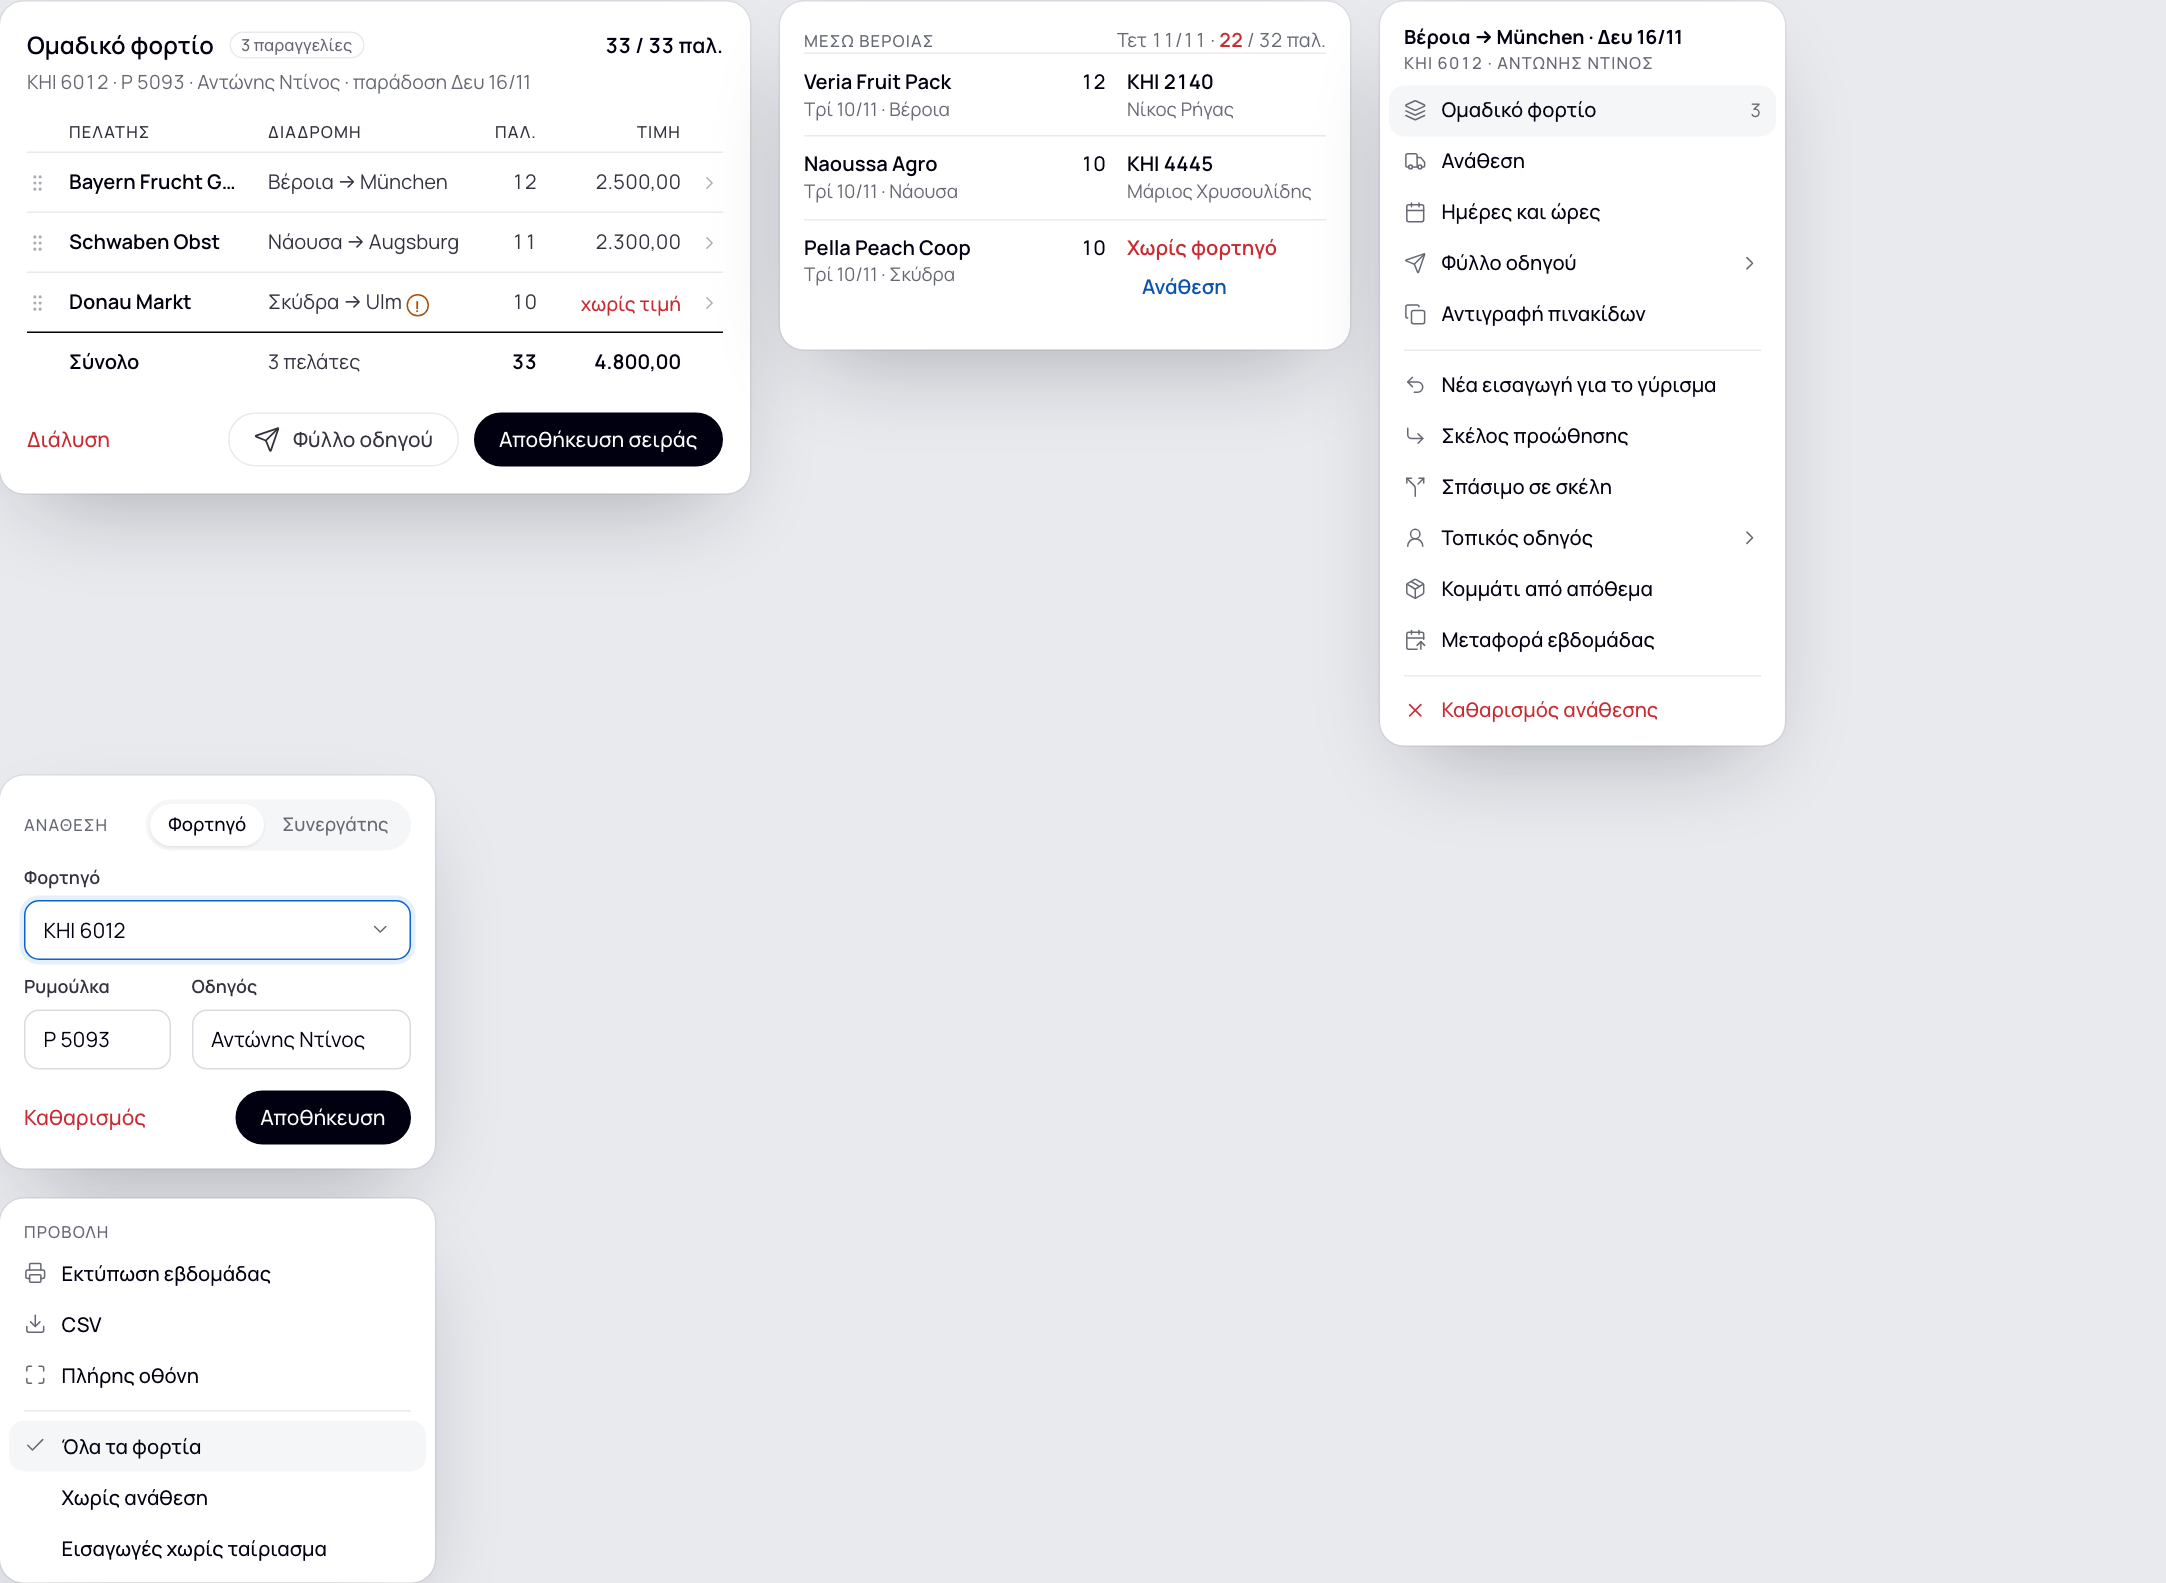 Ομαδικό φορτίο 3 παραγγελίες 33 / 33 παλ.
KHI 6012 · P 5093 · Αντώνης Ντίνος · παράδοση Δευ 16/11
ΠΕΛΑΤΗΣ ΔΙΑΔΡΟΜΗ ΠΑΛ. ΤΙΜΗ
Bayern Frucht G… Βέροια → München 12 2.500,00
Schwaben Obst Νάουσα → Augsburg 11 2.300,00
Donau Markt Σκύδρα → Ulm 10 χωρίς τιμή
Σύνολο 3 πελάτες 33 4.800,00
Διάλυση Φύλλο οδηγού Αποθήκευση σειράς
ΜΕΣΩ ΒΕΡΟΙΑΣ Τετ 11/11 · 22 / 32 παλ.
Veria Fruit Pack 12 KHI 2140
Τρί 10/11 · Βέροια Νίκος Ρήγας
Naoussa Agro 10 KHI 4445
Τρί 10/11 · Νάουσα Μάριος Χρυσουλίδης
Pella Peach Coop 10 Χωρίς φορτηγό
Τρί 10/11 · Σκύδρα
Ανάθεση
Βέροια → München · Δευ 16/11
KHI 6012 · ΑΝΤΩΝΗΣ ΝΤΙΝΟΣ
Ομαδικό φορτίο 3
Ανάθεση
Ημέρες και ώρες
Φύλλο οδηγού
Αντιγραφή πινακίδων
Νέα εισαγωγή για το γύρισμα
Σκέλος προώθησης
Σπάσιμο σε σκέλη
Τοπικός οδηγός
Κομμάτι από απόθεμα
Μεταφορά εβδομάδας
Καθαρισμός ανάθεσης
ΑΝΑΘΕΣΗ Φορτηγό Συνεργάτης
Φορτηγό
KHI 6012
Ρυμούλκα Οδηγός
P 5093 Αντώνης Ντίνος
Καθαρισμός Αποθήκευση
ΠΡΟΒΟΛΗ
Εκτύπωση εβδομάδας
CSV
Πλήρης οθόνη
Όλα τα φορτία
Χωρίς ανάθεση
Εισαγωγές χωρίς ταίριασμα